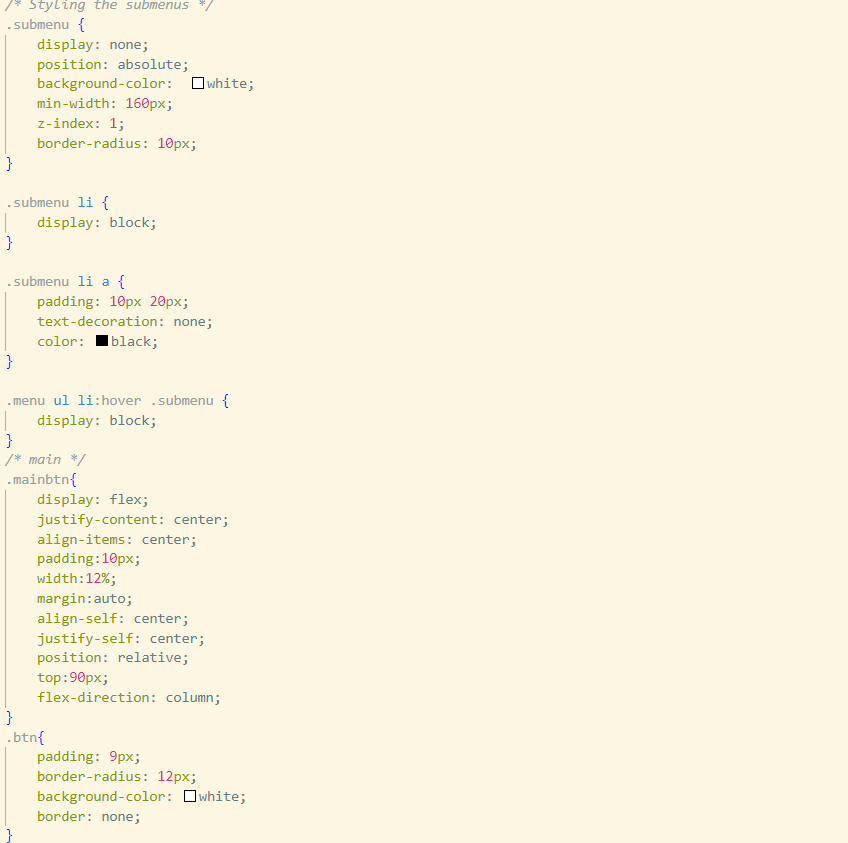 /* Styling the submenus */
.submenu {
    display: none;
    position: absolute;
    background-color:  white;
    min-width: 160px;
    z-index: 1;
    border-radius: 10px;
}

.submenu li {
    display: block;
}

.submenu li a {
    padding: 10px 20px;
    text-decoration: none;
    color: black;
}

.menu ul li:hover .submenu {
    display: block;
}
/* main */
.mainbtn{
    display: flex;
    justify-content: center;
    align-items: center;
    padding:10px;
    width:12%;
    margin:auto;
    align-self: center;
    justify-self: center;
    position: relative;
    top:90px;
    flex-direction: column;
}
.btn{
    padding: 9px;
    border-radius: 12px;
    background-color: white;
    border: none;
}